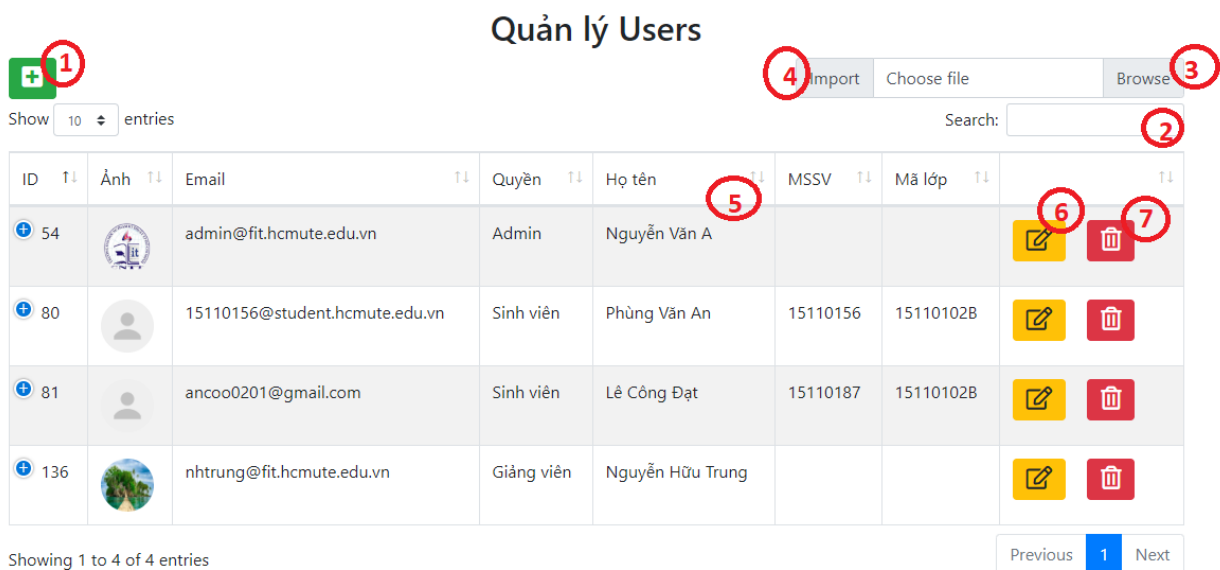 Quản lý Users
1
4 Import Choose file Browse 3
Show 10 entries Search: 2
ID Ảnh Email Quyền Họ tên MSSV Mã lớp
5 6 7
54 fit admin@fit.hcmute.edu.vn Admin Nguyễn Văn A
80 15110156@student.hcmute.edu.vn Sinh viên Phùng Văn An 15110156 15110102B
81 ancoo0201@gmail.com Sinh viên Lê Công Đạt 15110187 15110102B
136 nhtrung@fit.hcmute.edu.vn Giảng viên Nguyễn Hữu Trung
Showing 1 to 4 of 4 entries Previous 1 Next